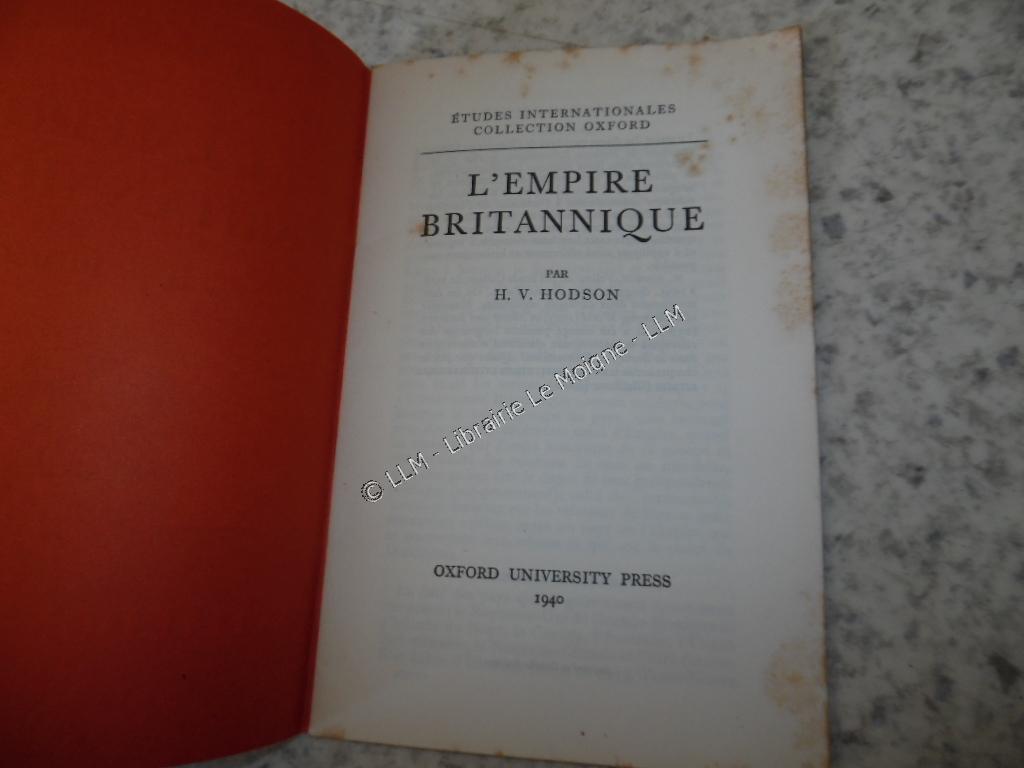 ÉTUDES INTERNATIONALES
COLLECTION OXFORD
L'EMPIRE
BRITANNIQUE
PAR
H. V. HODSON
© LLM - Librairie Le Moigne - LLM
OXFORD UNIVERSITY PRESS
1940